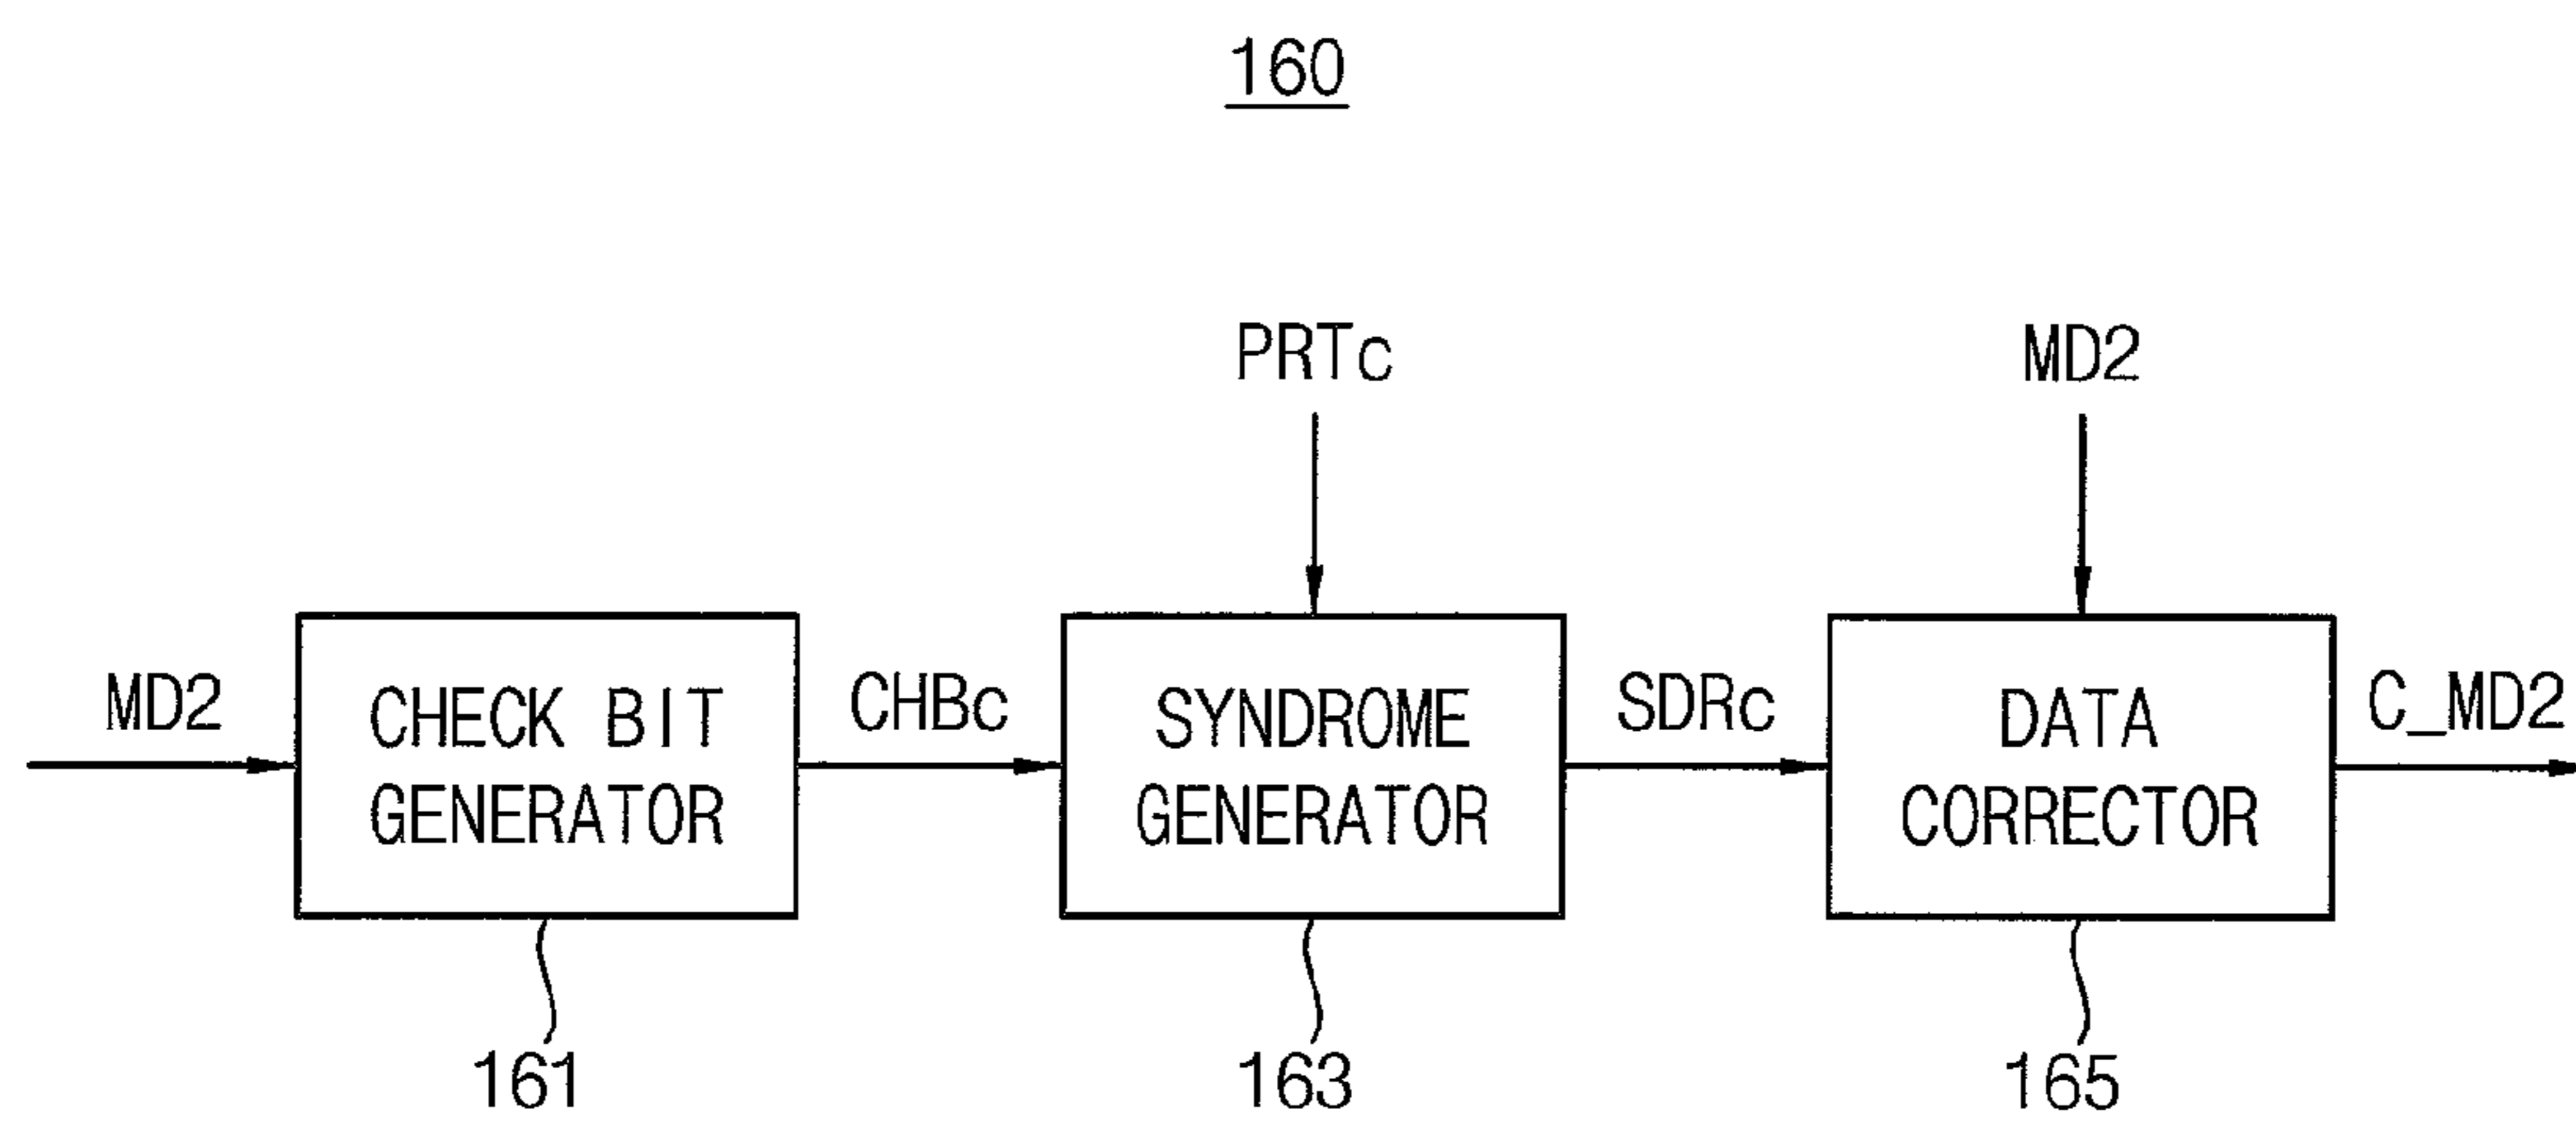 160
PRTc
MD2
MD2
CHECK BIT
GENERATOR
CHBc
SYNDROME
GENERATOR
SDRc
DATA
CORRECTOR
C_MD2
161
163
165